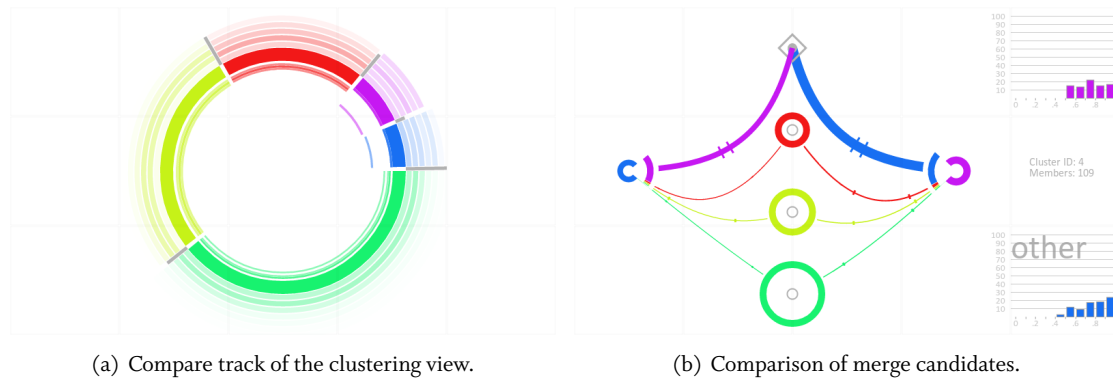 100
90
80
70
60
50
40
30
20
10
0 .2 .4 .6 .8
Cluster ID: 4
Members: 109
other
100
90
80
70
60
50
40
30
20
10
0 .2 .4 .6 .8
(a) Compare track of the clustering view.
(b) Comparison of merge candidates.